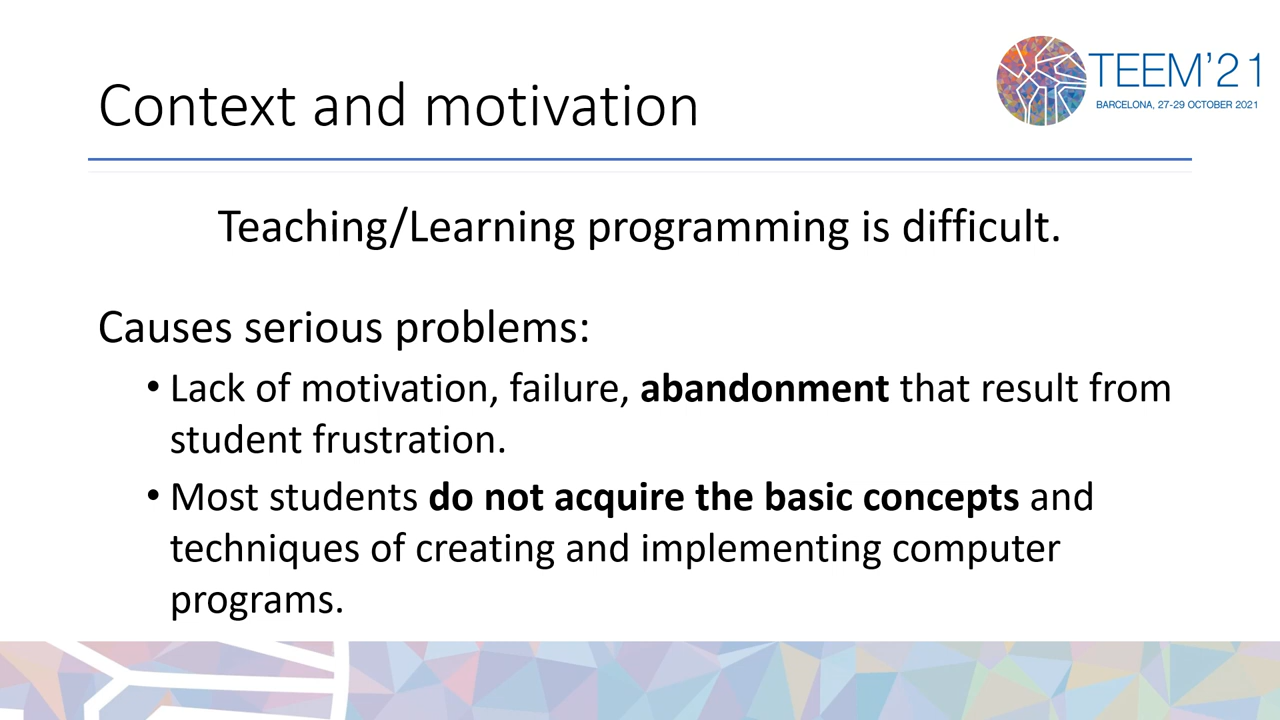 TEEM'21
BARCELONA, 27-29 OCTOBER 2021
Context and motivation
Teaching/Learning programming is difficult.
Causes serious problems:
• Lack of motivation, failure, abandonment that result from
student frustration.
• Most students do not acquire the basic concepts and
techniques of creating and implementing computer
programs.